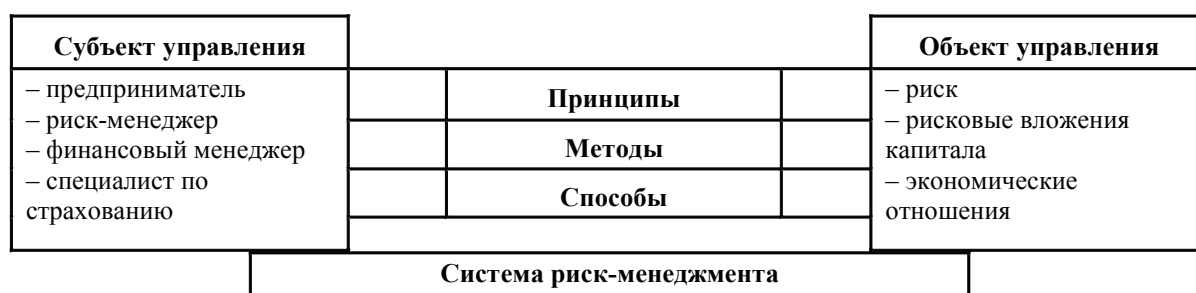 Субъект управления
– предприниматель
– риск-менеджер
– финансовый менеджер
– специалист по
страхованию
Принципы
Методы
Способы
Объект управления
– риск
– рисковые вложения
капитала
– экономические
отношения
Система риск-менеджмента